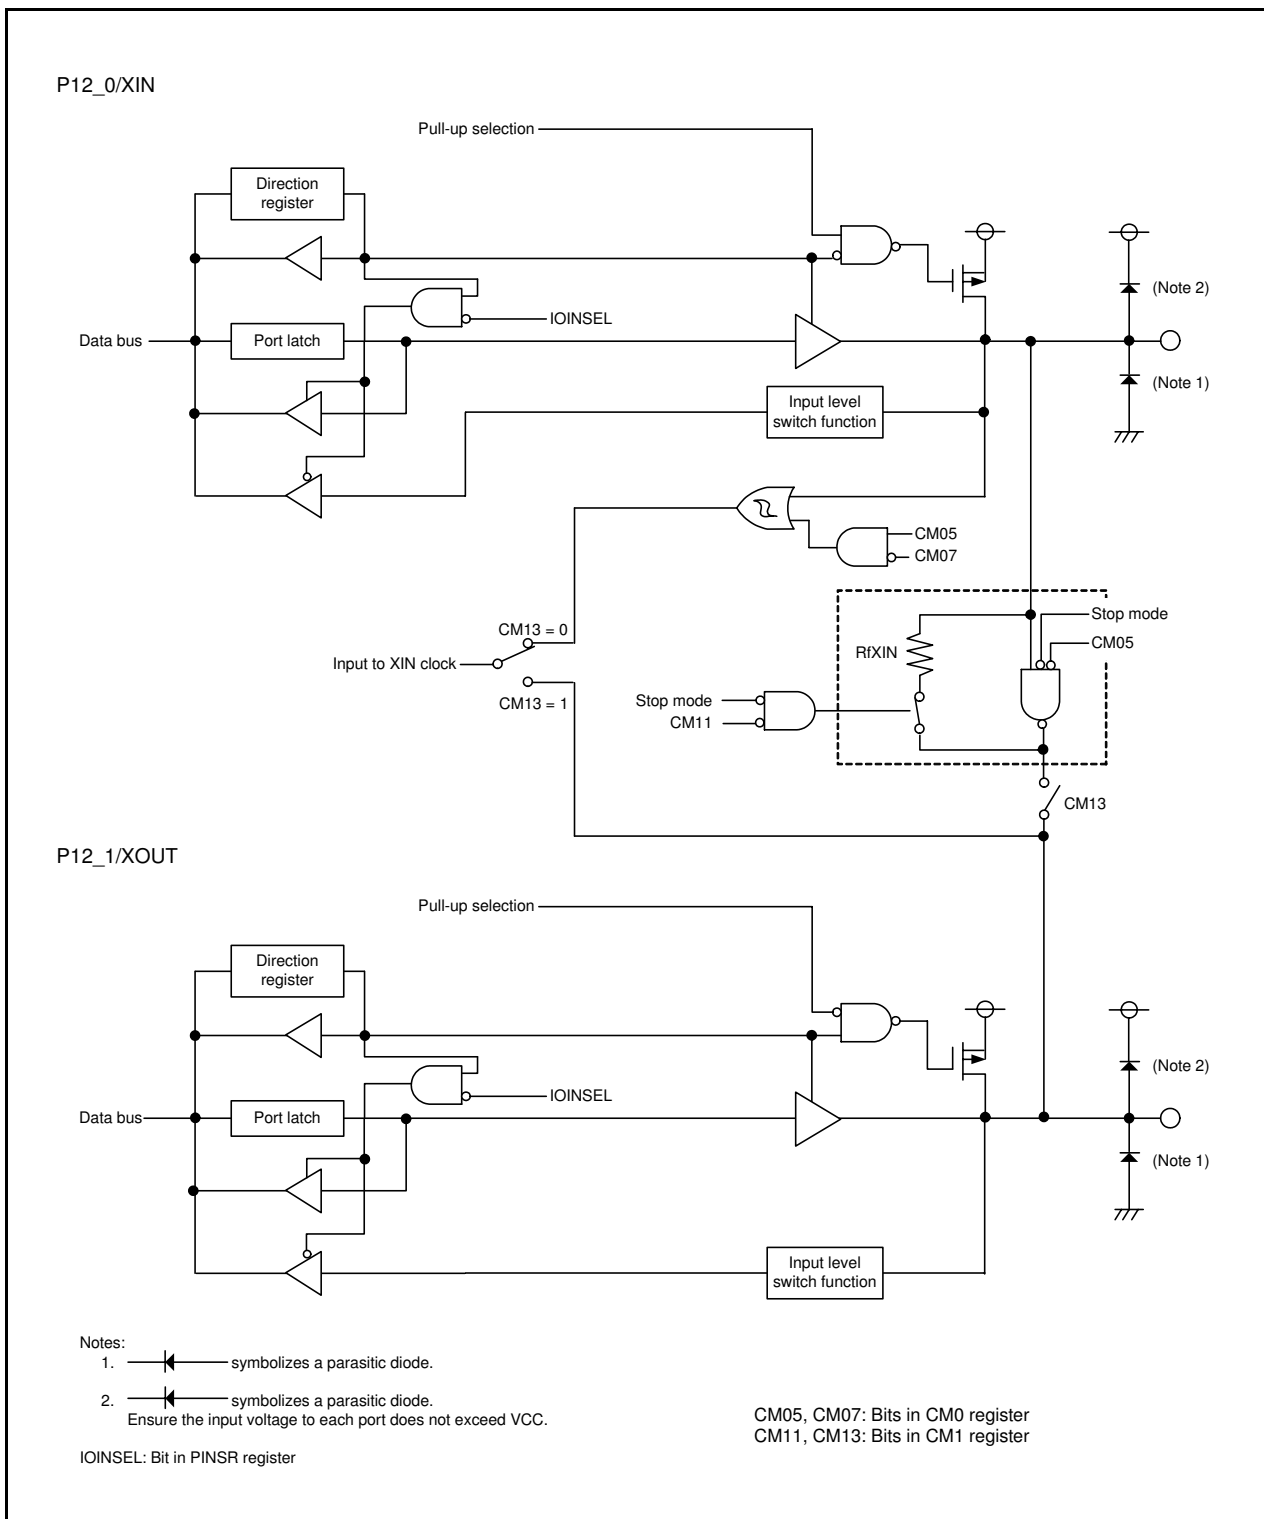 P12_0/XIN
Pull-up selection
Direction
register
IOINSEL
(Note 2)
Data bus
Port latch
(Note 1)
Input level
switch function
CM05
CM07
Stop mode
CM13 = 0
CM05
RfXIN
Input to XIN clock
Stop mode
CM13 = 1
CM11
CM13
P12_1/XOUT
Pull-up selection
Direction
register
(Note 2)
IOINSEL
Data bus
Port latch
(Note 1)
Input level
switch function
Notes:
1. symbolizes a parasitic diode.
2. symbolizes a parasitic diode.
Ensure the input voltage to each port does not exceed VCC.
CM05, CM07: Bits in CM0 register
CM11, CM13: Bits in CM1 register
IOINSEL: Bit in PINSR register